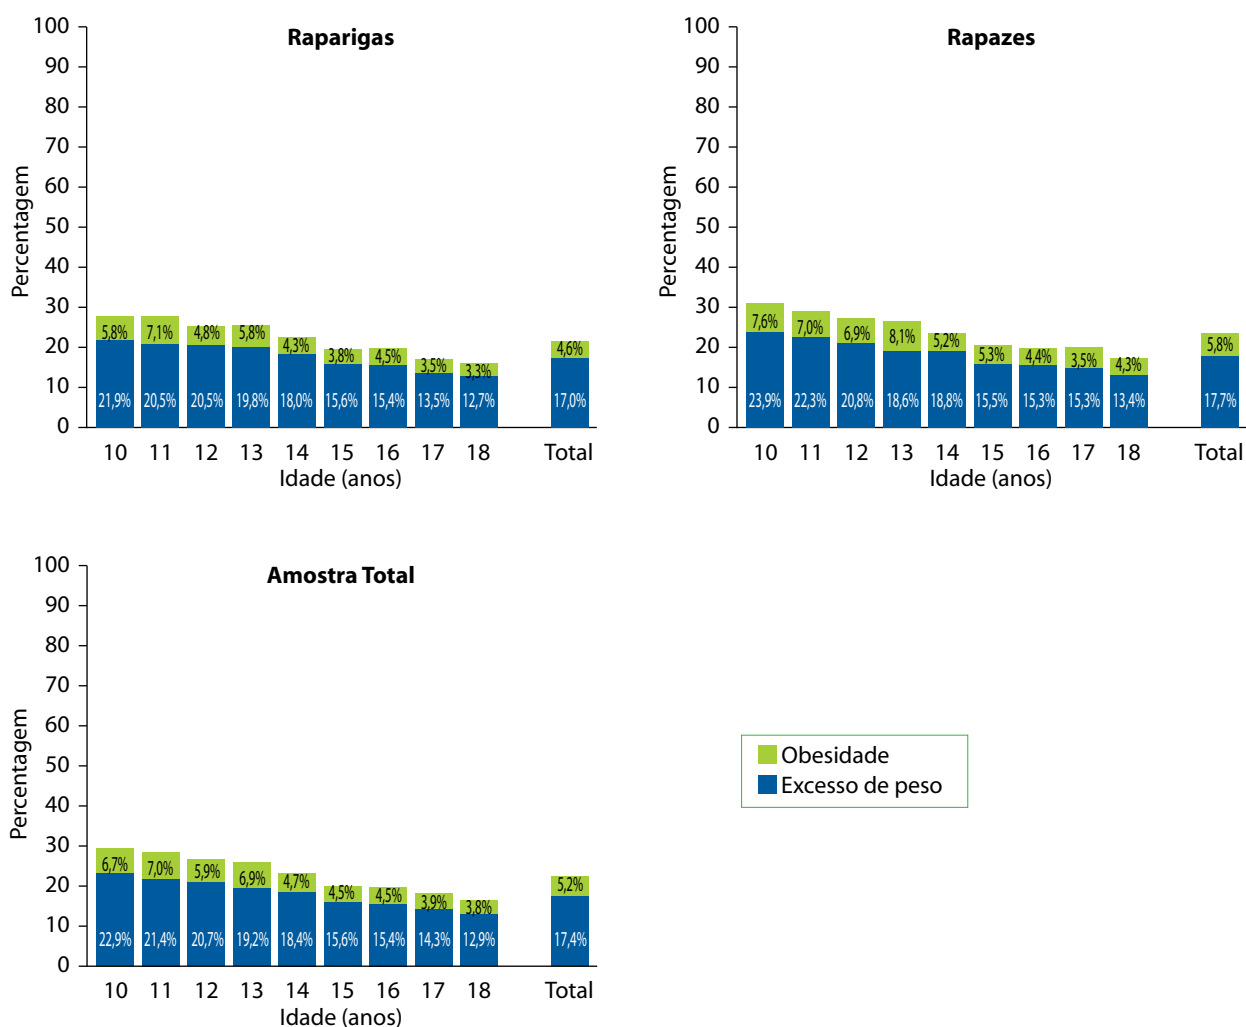 Raparigas
100
90
80
70
60
50
40
30
20
10
0
Percentagem
5,8% 7,1% 4,8% 5,8% 4,3% 3,8% 4,5% 3,5% 3,3% 4,6%
21,9% 20,5% 20,5% 19,8% 18,0% 15,6% 15,4% 13,5% 12,7% 17,0%
10 11 12 13 14 15 16 17 18 Total
Idade (anos)
Rapazes
100
90
80
70
60
50
40
30
20
10
0
Percentagem
7,6% 7,0% 6,9% 8,1% 5,2% 5,3% 4,4% 3,5% 4,3% 5,8%
23,9% 22,3% 20,8% 18,6% 18,8% 15,5% 15,3% 15,3% 13,4% 17,7%
10 11 12 13 14 15 16 17 18 Total
Idade (anos)
Amostra Total
100
90
80
70
60
50
40
30
20
10
0
Percentagem
6,7% 7,0% 5,9% 6,9% 4,7% 4,5% 4,5% 3,9% 3,8% 5,2%
22,9% 21,4% 20,7% 19,2% 18,4% 15,6% 15,4% 14,3% 12,9% 17,4%
10 11 12 13 14 15 16 17 18 Total
Idade (anos)
Obesidade
Excesso de peso